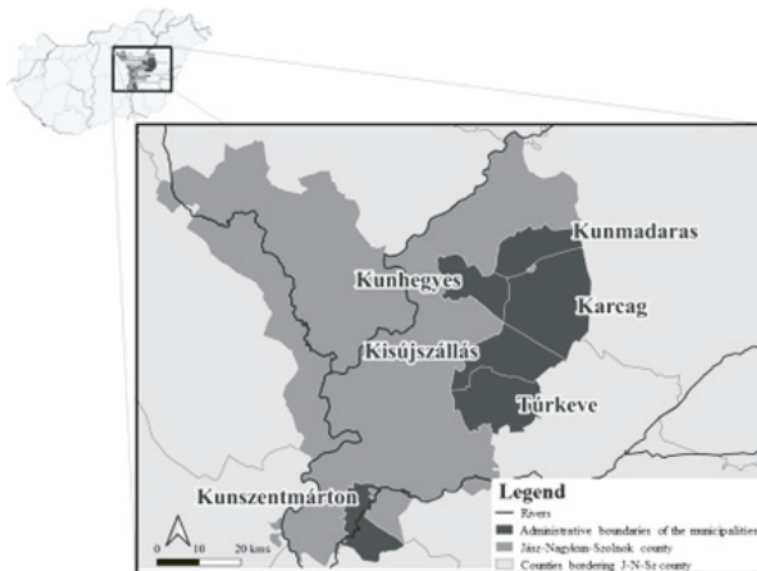 Kunmadaras
Kunhegyes
Karcag
Kisújszállás
Túrkeve
Kunszentmárton
Legend
Rivers
Administrative boundaries of the municipalities
Jász-Nagykun-Szolnok county
Counties bordering J-N-Sz county
0 10 20 kms